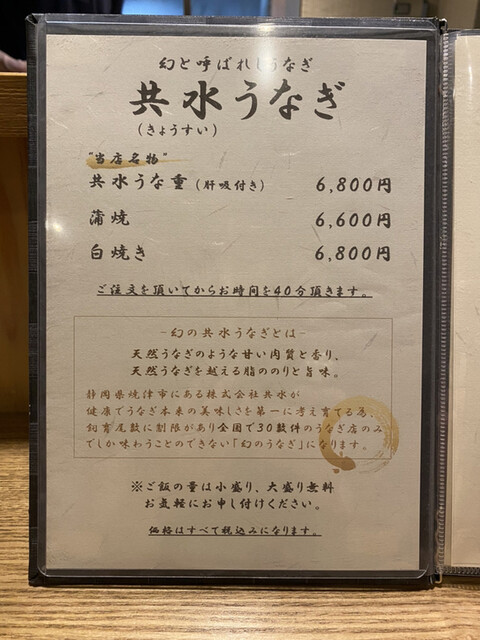 幻と呼ばれしうなぎ
共水うなぎ
(きょうすい)
"当店名物"
共水うな重(肝吸付き) 6,800円
蒲焼 6,600円
白焼き 6,800円
ご注文を頂いてからお時間を40分頂きます。
-幻の共水うなぎとは-
天然うなぎのような甘い肉質と香り、
天然うなぎを越える脂ののりと旨味。
静岡県焼津市にある株式会社共水が
健康でうなぎ本来の美味しさを第一に考え育てる為、
飼育尾数に制限があり全国で30数件のうなぎ店のみ
でしか味わうことのできない「幻のうなぎ」になります。
※ご飯の量は小盛り、大盛り無料
お気軽にお申し付けください。
価格はすべて税込みになります。